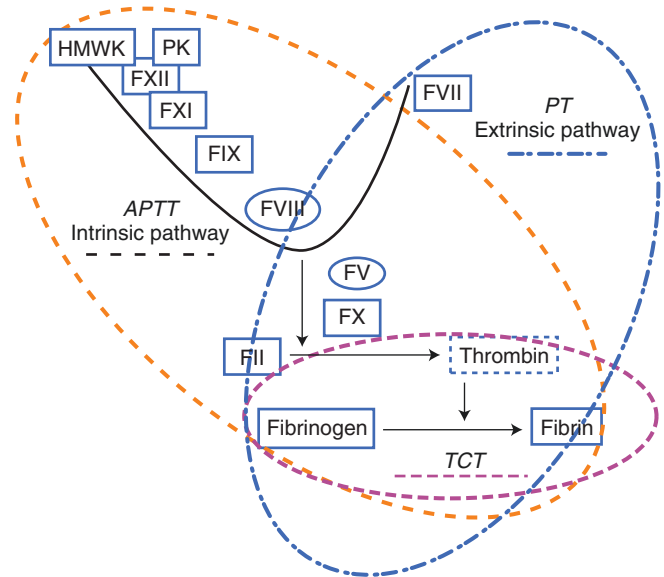 HMWK
PK
FXII
FXI
FIX
FVIII
FVII
PT
Extrinsic pathway
APTT
Intrinsic pathway
FV
FX
FII
Thrombin
Fibrinogen
Fibrin
TCT